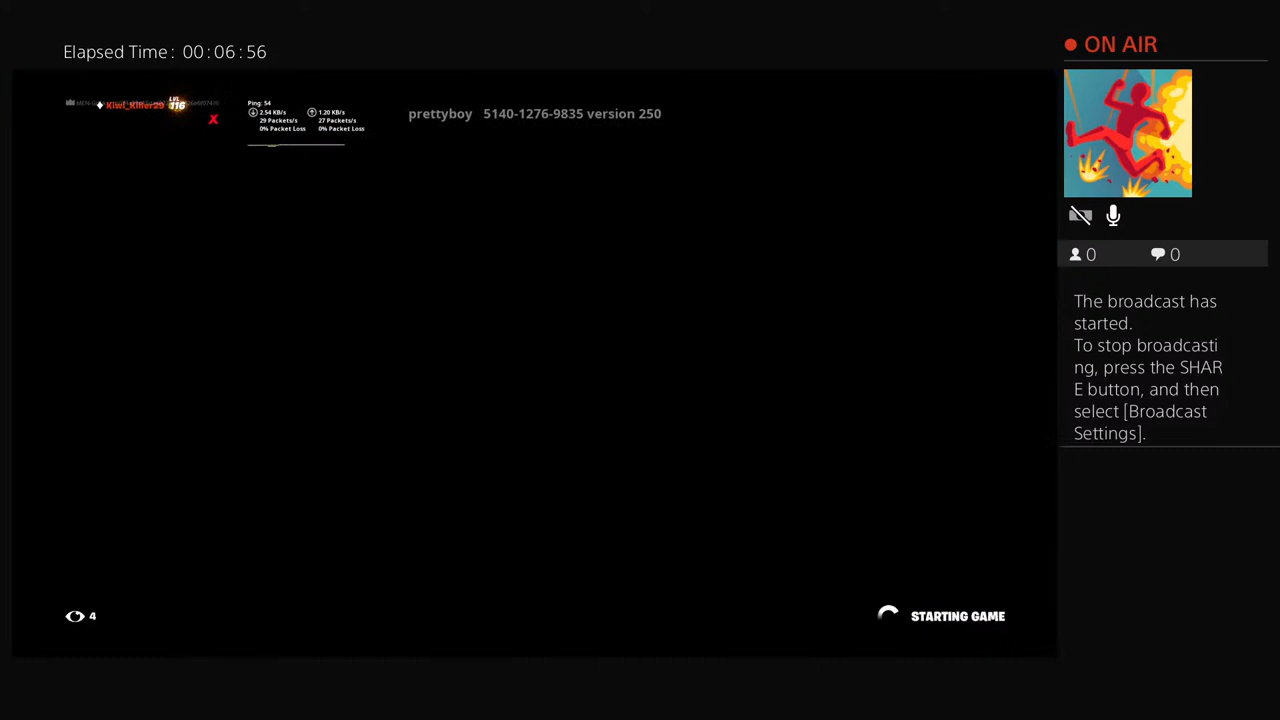 Elapsed Time: 00:06:56
ON AIR
Kiwi_Killer29
LVL
116
X
Ping: 54
2.54 KB/s
29 Packets/s
0% Packet Loss
1.20 KB/s
27 Packets/s
0% Packet Loss
prettyboy 5140-1276-9835 version 250
0
0
The broadcast has
started.
To stop broadcasti
ng, press the SHAR
E button, and then
select [Broadcast
Settings].
4
STARTING GAME